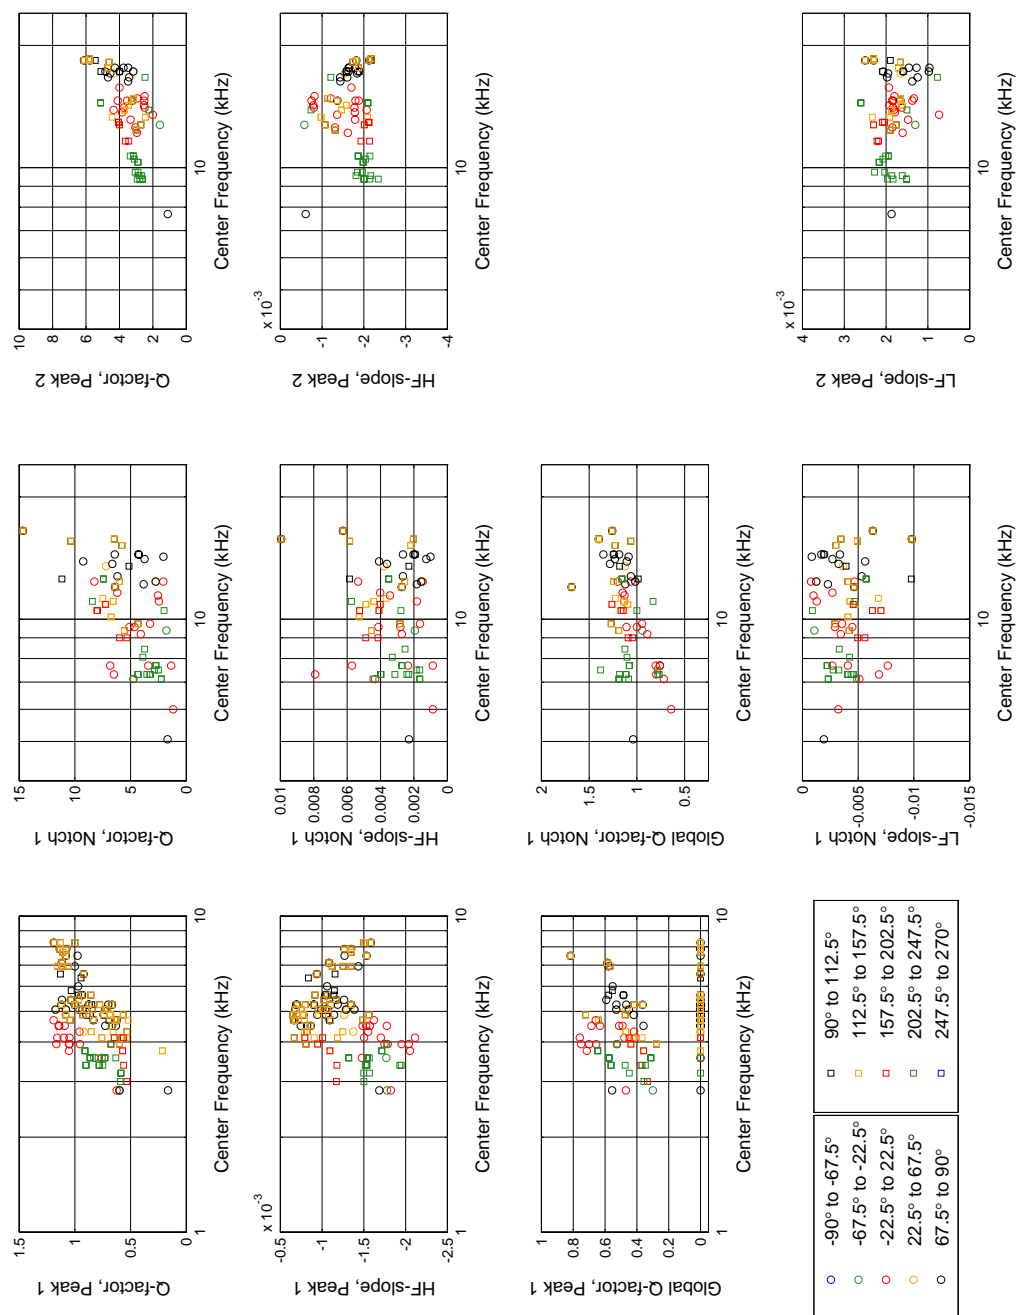 10
8
6
4
2
0
Q-factor, Peak 2
10
Center Frequency (kHz)
x 10⁻³
0
-1
-2
-3
-4
HF-slope, Peak 2
10
Center Frequency (kHz)
x 10⁻³
4
3
2
1
0
LF-slope, Peak 2
10
Center Frequency (kHz)
15
10
5
0
Q-factor, Notch 1
10
Center Frequency (kHz)
0.01
0.008
0.006
0.004
0.002
0
HF-slope, Notch 1
10
Center Frequency (kHz)
2
1.5
1
0.5
Global Q-factor, Notch 1
10
Center Frequency (kHz)
0
-0.005
-0.01
-0.015
LF-slope, Notch 1
10
Center Frequency (kHz)
1.5
1
0.5
0
Q-factor, Peak 1
1
10
Center Frequency (kHz)
x 10⁻³
-0.5
-1
-1.5
-2
-2.5
HF-slope, Peak 1
1
10
Center Frequency (kHz)
1
0.8
0.6
0.4
0.2
0
Global Q-factor, Peak 1
1
10
Center Frequency (kHz)
-90° to -67.5°
-67.5° to -22.5°
-22.5° to 22.5°
22.5° to 67.5°
67.5° to 90°
90° to 112.5°
112.5° to 157.5°
157.5° to 202.5°
202.5° to 247.5°
247.5° to 270°